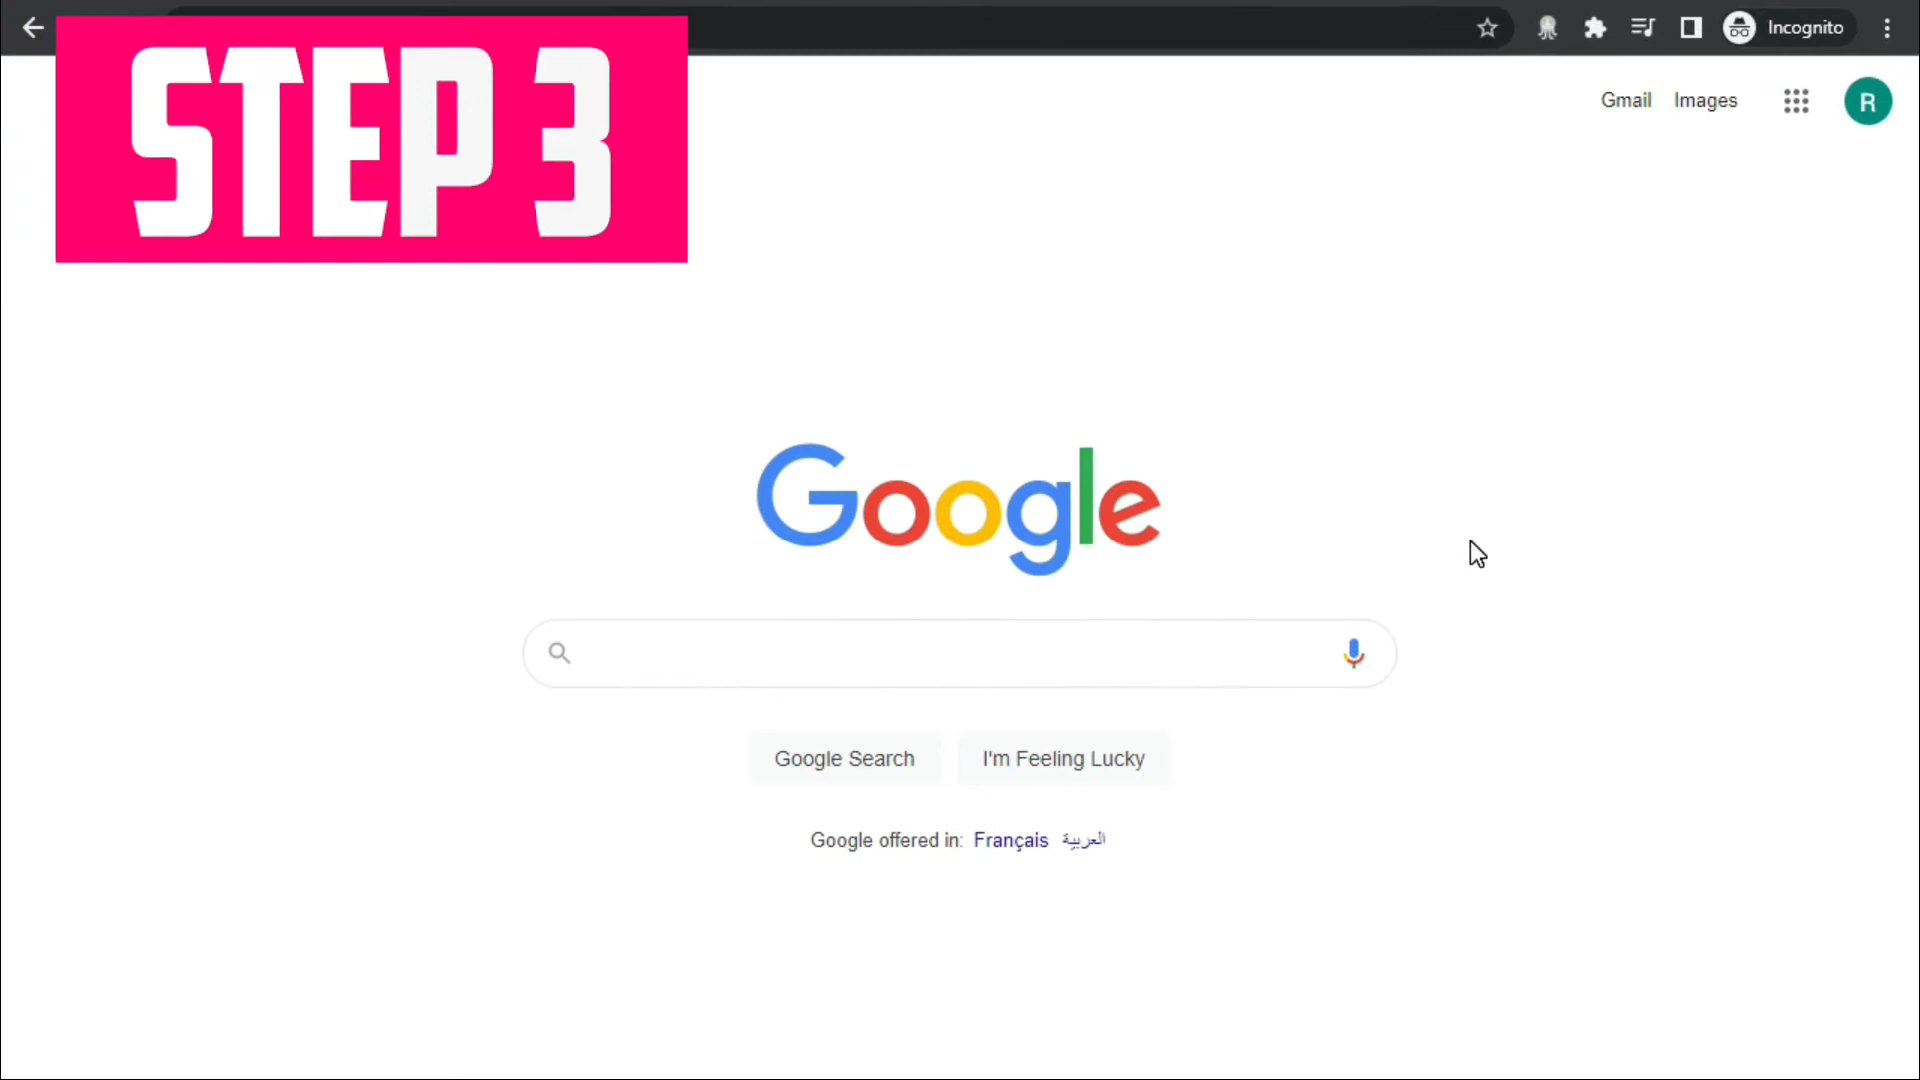 STEP 3
Incognito
Gmail Images
R
Google
Google Search I'm Feeling Lucky
Google offered in: Français العربية